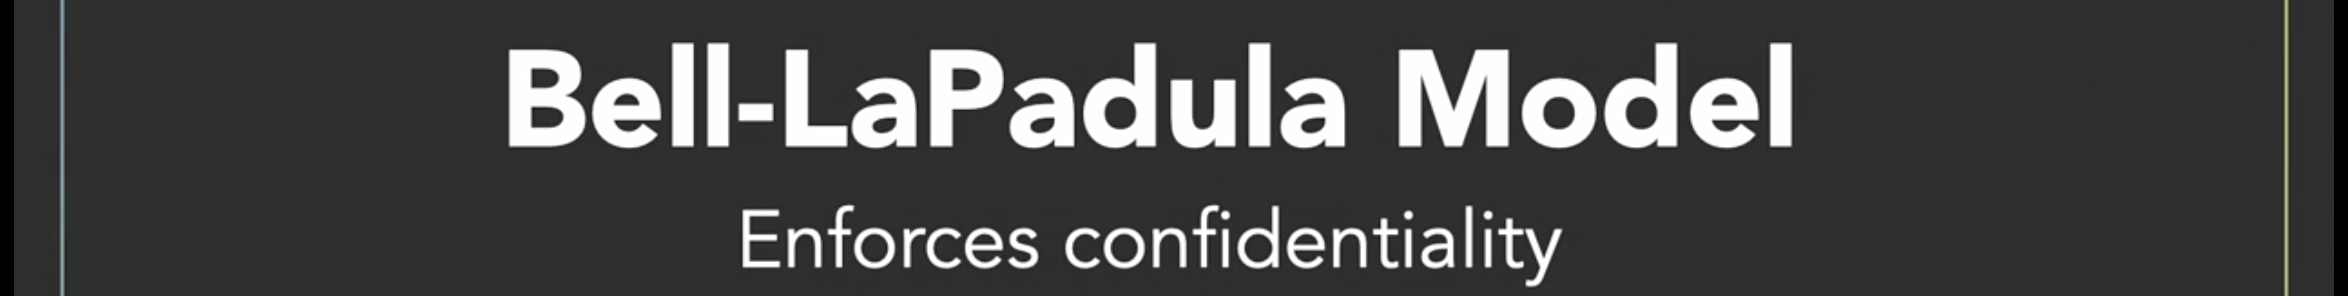 Bell-LaPadula Model
Enforces confidentiality